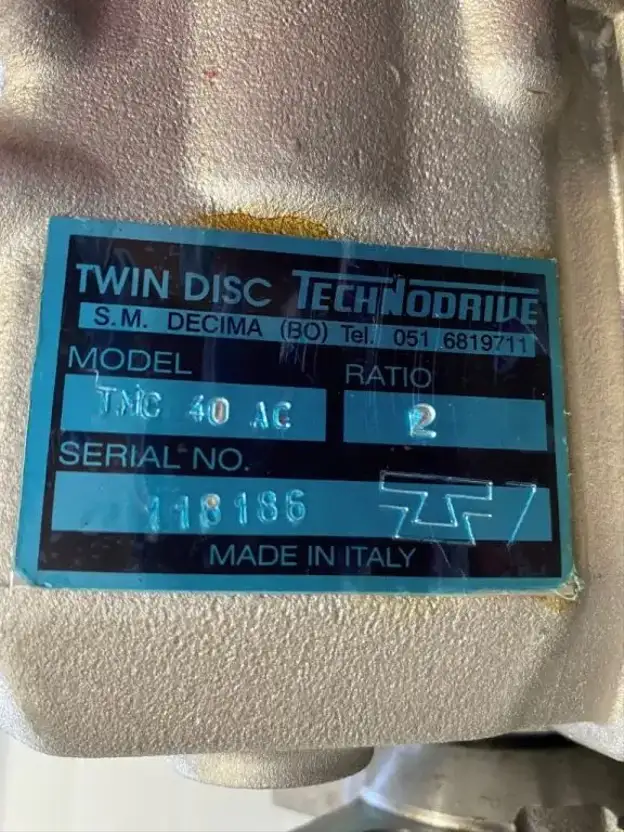 TWIN DISC TECHNODRIVE
S.M. DECIMA (BO) Tel. 051 6819711
MODEL RATIO
TMC 40 AC 2
SERIAL NO.
118186
MADE IN ITALY